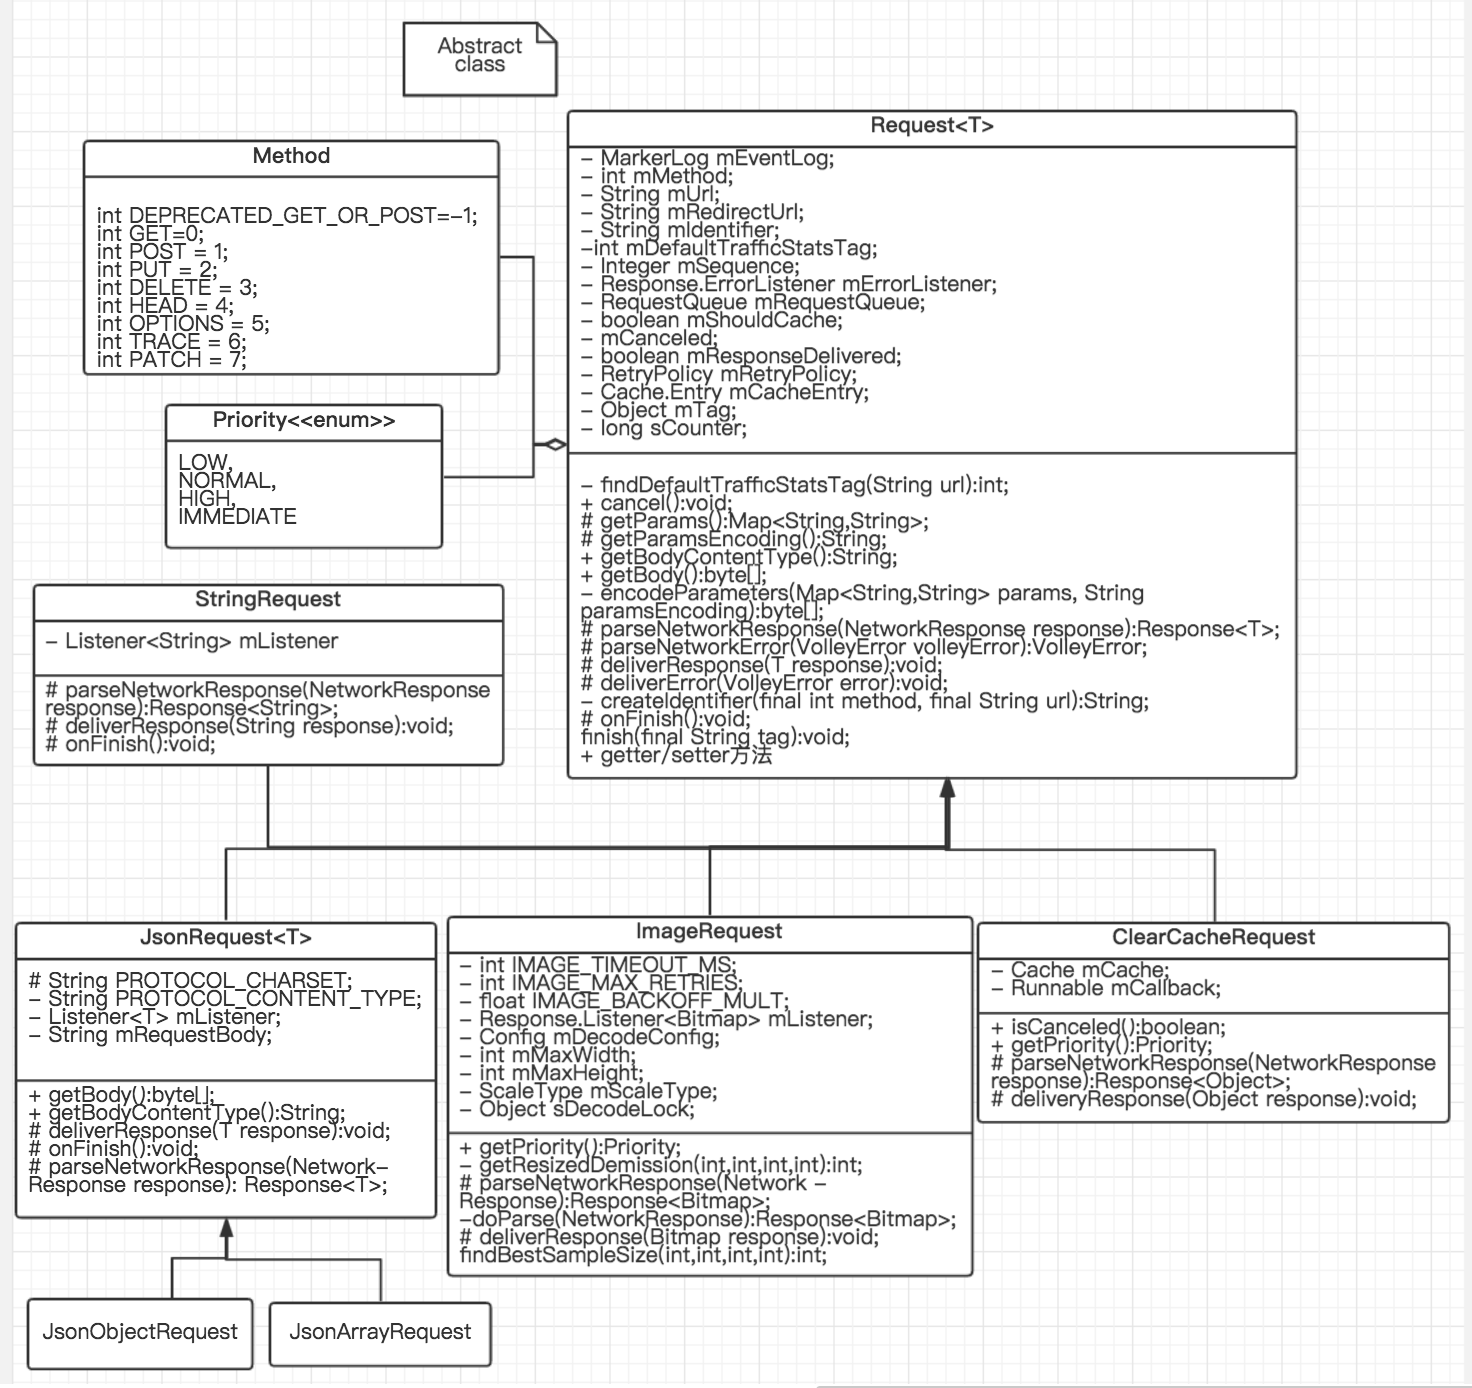 Abstract
class
Method
int DEPRECATED_GET_OR_POST=-1;
int GET=0;
int POST = 1;
int PUT = 2;
int DELETE = 3;
int HEAD = 4;
int OPTIONS = 5;
int TRACE = 6;
int PATCH = 7;
Priority<<enum>>
LOW,
NORMAL,
HIGH,
IMMEDIATE
Request<T>
- MarkerLog mEventLog;
- int mMethod;
- String mUrl;
- String mRedirectUrl;
- String mIdentifier;
-int mDefaultTrafficStatsTag;
- Integer mSequence;
- Response.ErrorListener mErrorListener;
- RequestQueue mRequestQueue;
- boolean mShouldCache;
- mCanceled;
- boolean mResponseDelivered;
- RetryPolicy mRetryPolicy;
- Cache.Entry mCacheEntry;
- Object mTag;
- long sCounter;
- findDefaultTrafficStatsTag(String url):int;
+ cancel():void;
# getParams():Map<String,String>;
# getParamsEncoding():String;
+ getBodyContentType():String;
+ getBody():byte[];
- encodeParameters(Map<String,String> params, String
paramsEncoding):byte[];
# parseNetworkResponse(NetworkResponse response):Response<T>;
# parseNetworkError(VolleyError volleyError):VolleyError;
# deliverResponse(T response):void;
# deliverError(VolleyError error):void;
- createIdentifier(final int method, final String url):String;
# onFinish():void;
finish(final String tag):void;
+ getter/setter方法
StringRequest
- Listener<String> mListener
# parseNetworkResponse(NetworkResponse
response):Response<String>;
# deliverResponse(String response):void;
# onFinish():void;
JsonRequest<T>
# String PROTOCOL_CHARSET;
- String PROTOCOL_CONTENT_TYPE;
- Listener<T> mListener;
- String mRequestBody;
+ getBody():byte[];
+ getBodyContentType():String;
# deliverResponse(T response):void;
# onFinish():void;
# parseNetworkResponse(Network-
Response response): Response<T>;
ImageRequest
- int IMAGE_TIMEOUT_MS;
- int IMAGE_MAX_RETRIES;
- float IMAGE_BACKOFF_MULT;
- Response.Listener<Bitmap> mListener;
- Config mDecodeConfig;
- int mMaxWidth;
- int mMaxHeight;
- ScaleType mScaleType;
- Object sDecodeLock;
+ getPriority():Priority;
- getResizedDemission(int,int,int,int):int;
# parseNetworkResponse(Network -
Response):Response<Bitmap>;
-doParse(NetworkResponse):Response<Bitmap>;
# deliverResponse(Bitmap response):void;
findBestSampleSize(int,int,int,int):int;
ClearCacheRequest
- Cache mCache;
- Runnable mCallback;
+ isCanceled():boolean;
+ getPriority():Priority;
# parseNetworkResponse(NetworkResponse
response):Response<Object>;
# deliveryResponse(Object response):void;
JsonObjectRequest
JsonArrayRequest